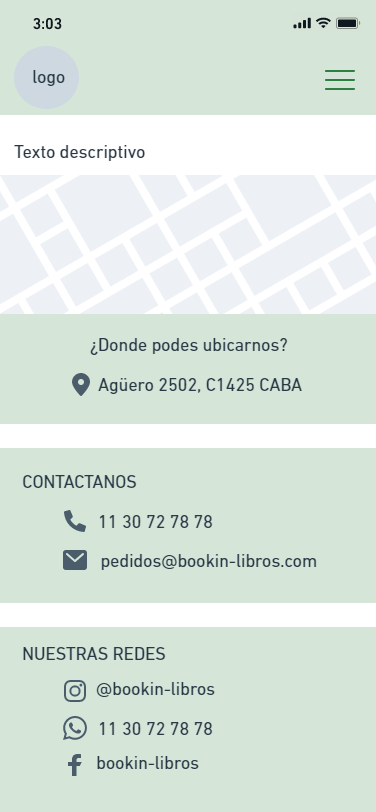 3:03
logo
Texto descriptivo
¿Donde podes ubicarnos?
Agüero 2502, C1425 CABA
CONTACTANOS
11 30 72 78 78
pedidos@bookin-libros.com
NUESTRAS REDES
@bookin-libros
11 30 72 78 78
bookin-libros